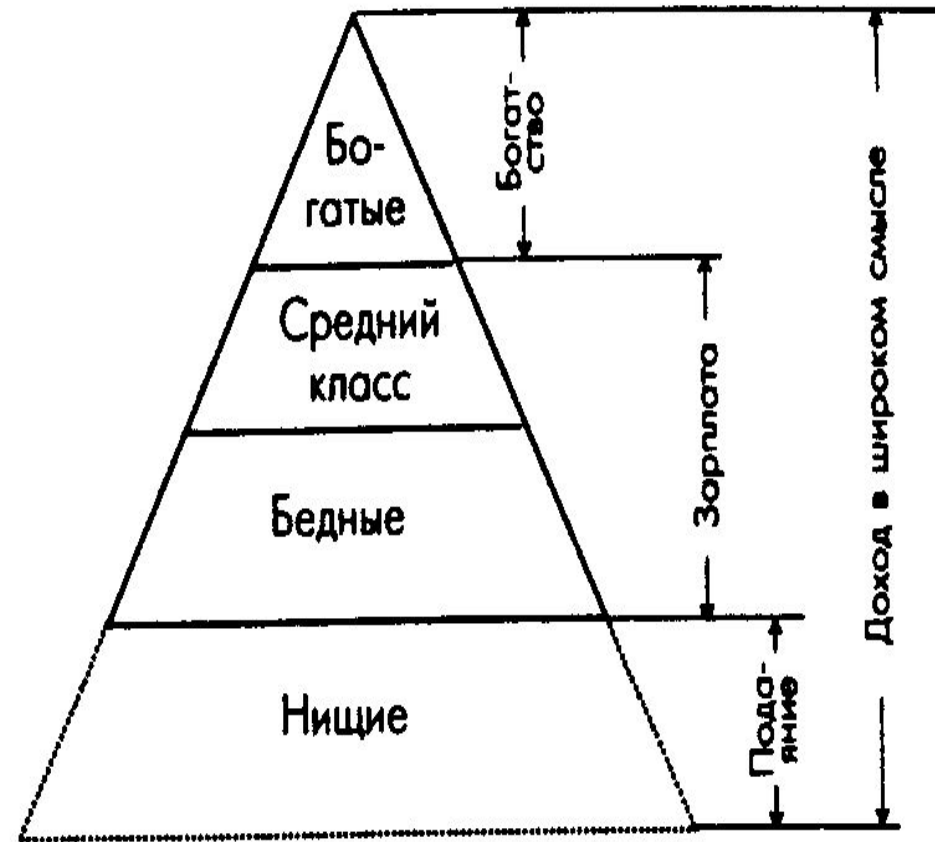 Бо-
гатые
Средний
класс
Бедные
Нищие
Богат-
ство
Зарплата
Пода-
яние
Доход в широком смысле